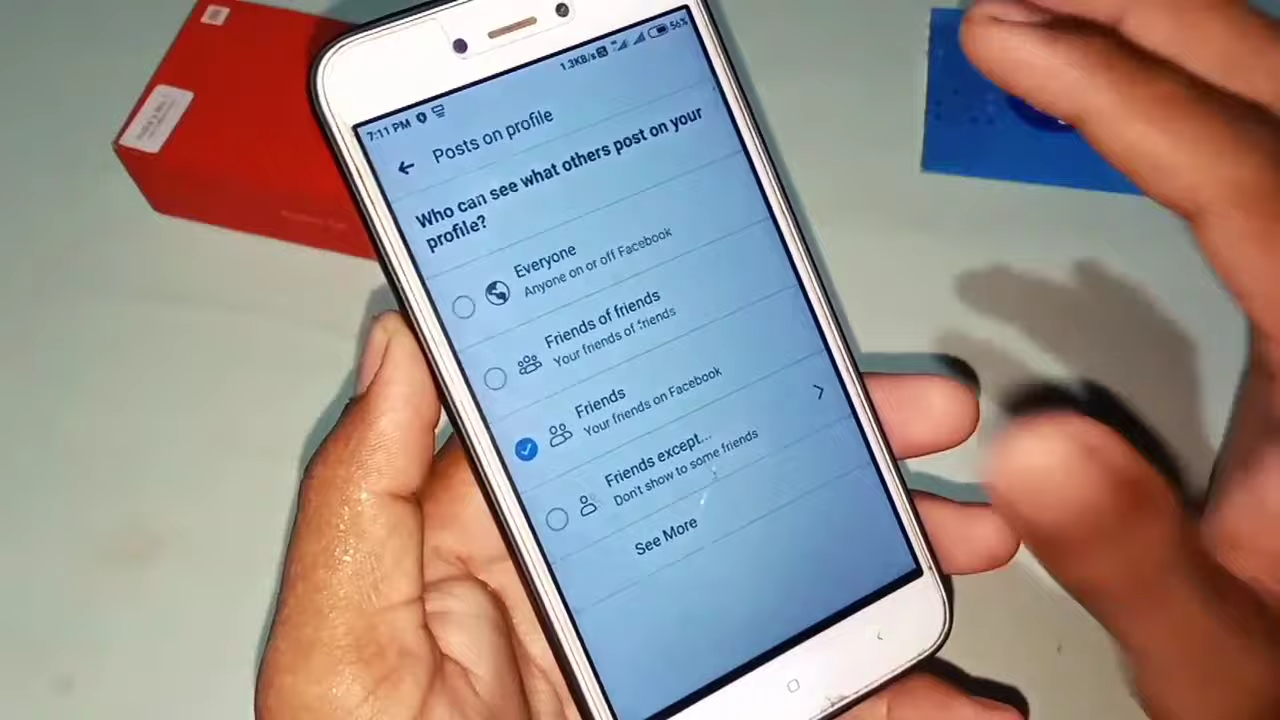 1.3KB/s
56%
7:11 PM
Posts on profile
Who can see what others post on your
profile?
Everyone
Anyone on or off Facebook
Friends of friends
Your friends of friends
Friends
Your friends on Facebook
Friends except...
Don't show to some friends
See More